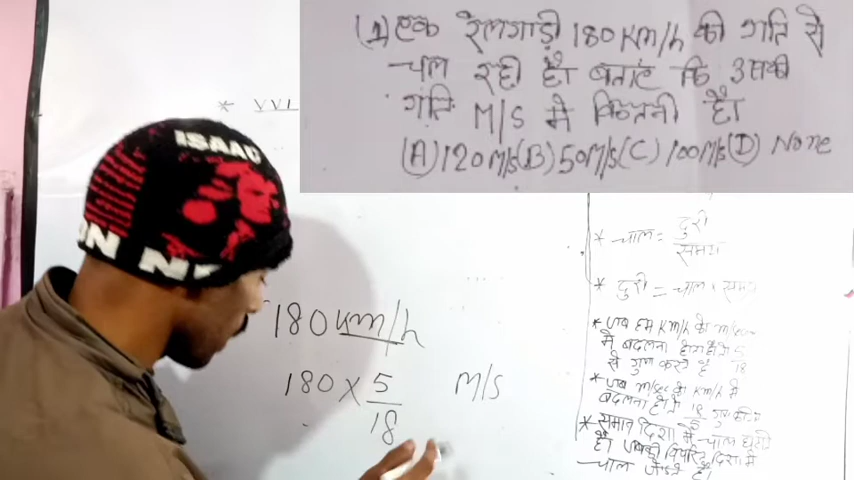 (1) एक रेलगाड़ी 180 Km/h की गति से
चल रही है। बताएं कि उसकी
गति M/S मे कितनी है।
(A) 120 M/S (B) 50 M/S (C) 100 M/S (D) None
* VVI
ISAAC
ON N
180 km/h
180 × 5/18 M/S
* चाल = दुरी / समय
* दुरी = चाल × समय
* जब हम Km/h को m/sec
मे बदलना होता है तो 5/18
से गुणा करते है
* जब m/sec को Km/h मे
बदलना हो तो 18/5 गुणा
* समान दिशा मे चाल घटती
है। जबकी विपरित दिशा मे
चाल है।